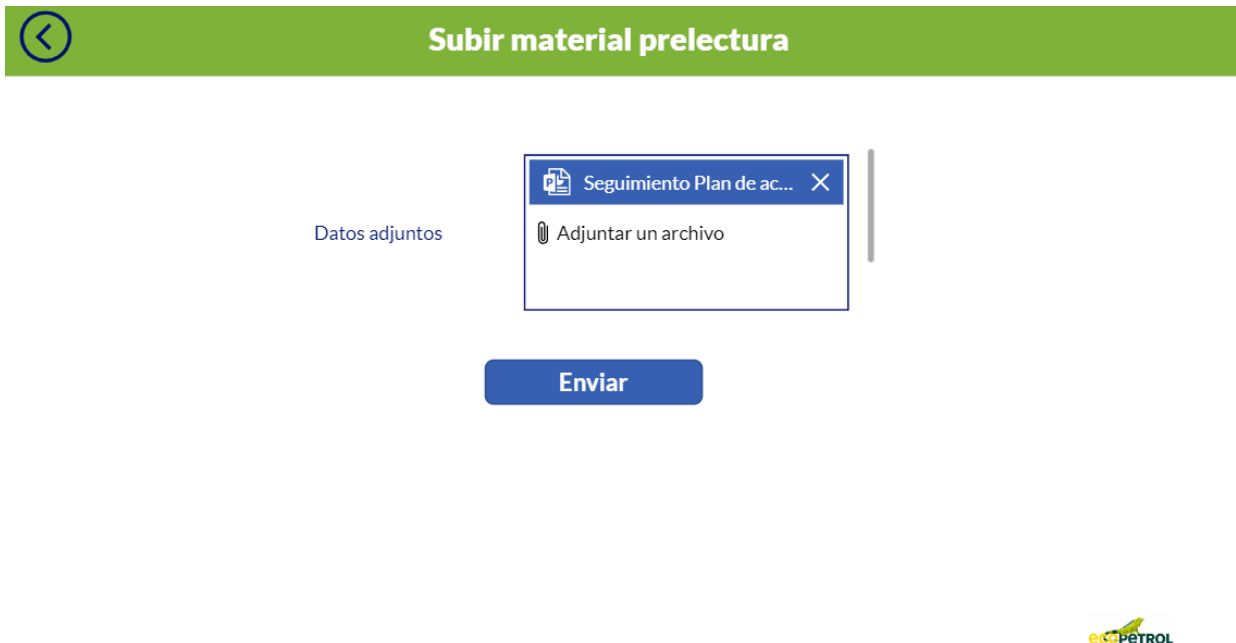 Subir material prelectura
Seguimiento Plan de ac...
Datos adjuntos
Adjuntar un archivo
Enviar
ecopetrol